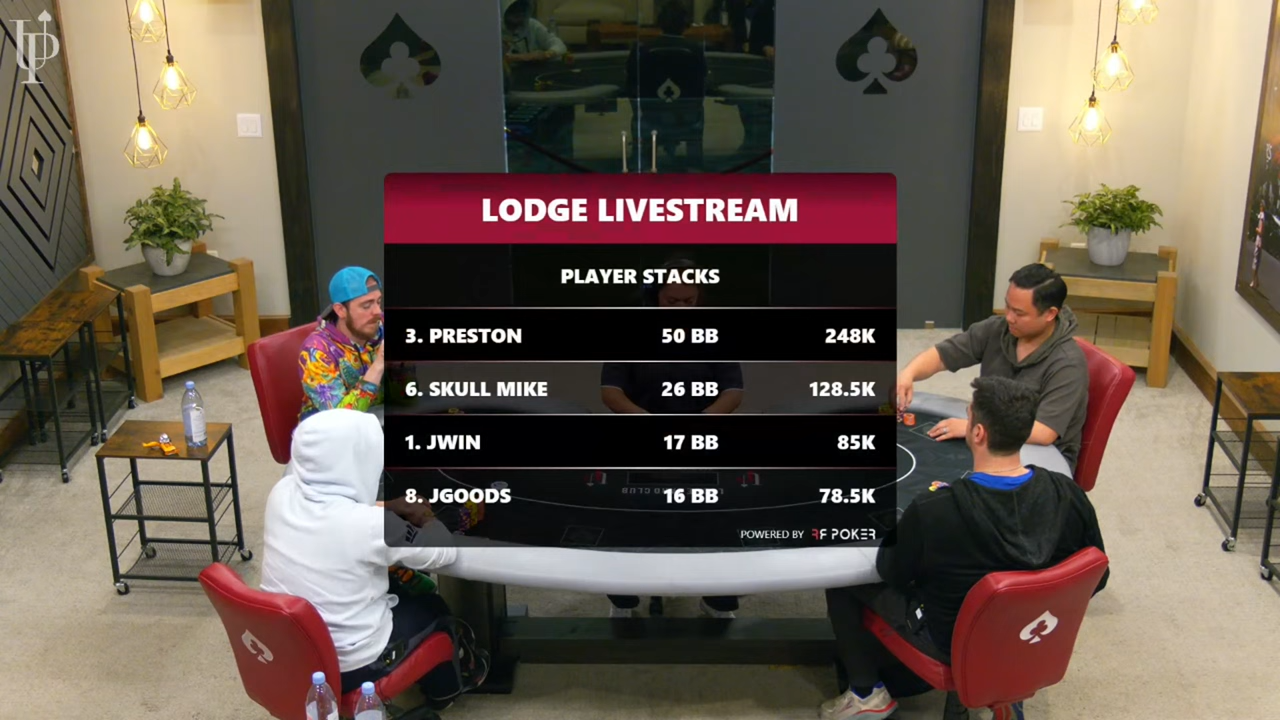 UP
LODGE LIVESTREAM
PLAYER STACKS
3. PRESTON 50 BB 248K
6. SKULL MIKE 26 BB 128.5K
1. JWIN 17 BB 85K
8. JGOODS 16 BB 78.5K
POWERED BY RF POKER